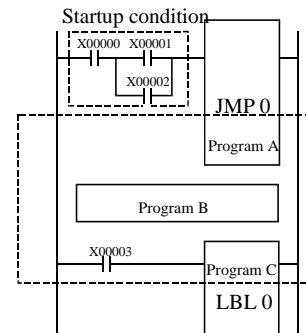 Startup condition
X00000 X00001
X00002
JMP 0
Program A
Program B
X00003
Program C
LBL 0